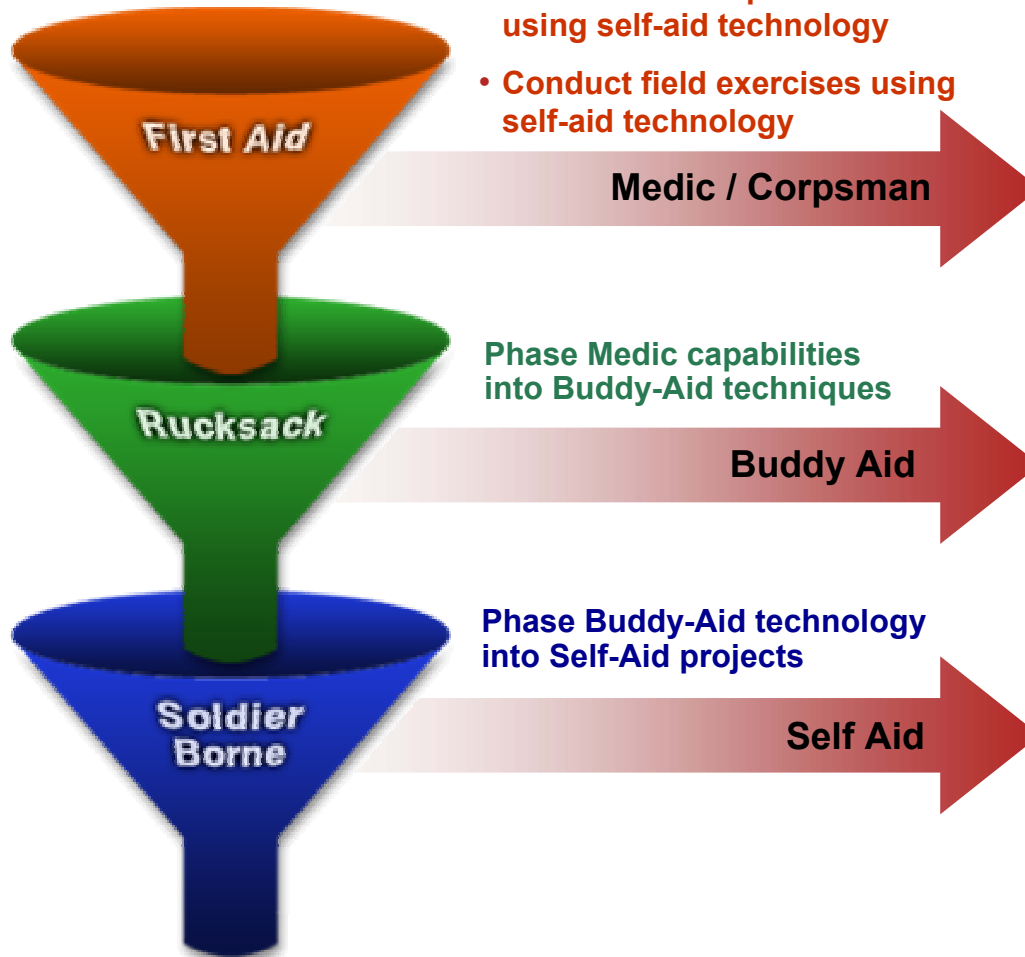 using self-aid technology
• Conduct field exercises using
self-aid technology
First Aid
Medic / Corpsman
Phase Medic capabilities
into Buddy-Aid techniques
Rucksack
Buddy Aid
Phase Buddy-Aid technology
into Self-Aid projects
Soldier
Borne
Self Aid